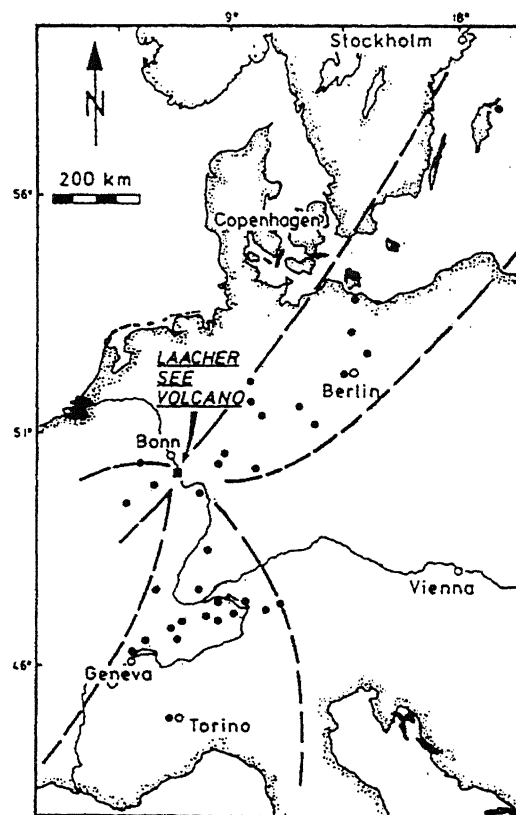 9°
18°
Stockholm
N
200 km
56°
Copenhagen
LAACHER
SEE
VOLCANO
Berlin
51°
Bonn
Vienna
46°
Geneva
Torino